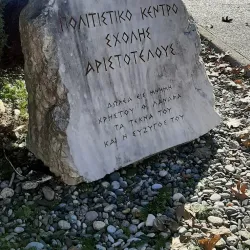 ΠΟΛΙΤΙΣΤΙΚΟ ΚΕΝΤΡΟ
ΣΧΟΛΗΣ
ΑΡΙΣΤΟΤΕΛΟΥΣ
ΔΩΡΕΑ ΕΙΣ ΜΝΗΜΗ
ΧΡΗΣΤΟΥ Θ.
ΤΑ ΤΕΚΝΑ ΤΟΥ
ΚΑΙ Η ΣΥΖΥΓΟΣ ΤΟΥ